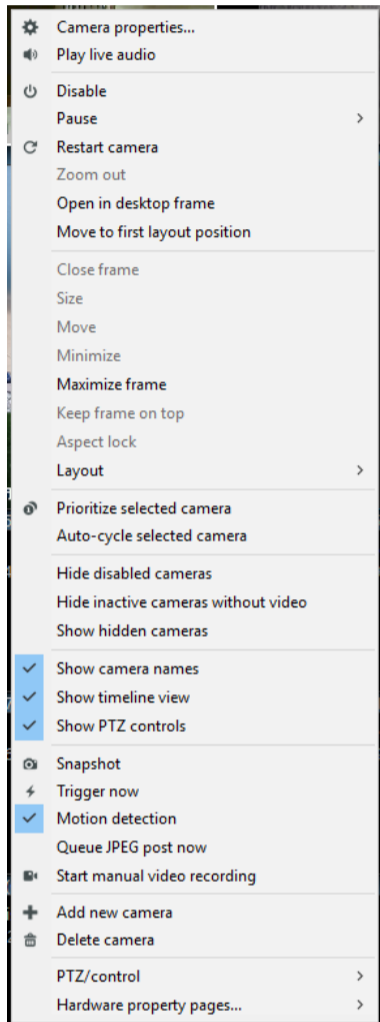 Camera properties...
Play live audio
Disable
Pause
Restart camera
Zoom out
Open in desktop frame
Move to first layout position
Close frame
Size
Move
Minimize
Maximize frame
Keep frame on top
Aspect lock
Layout
Prioritize selected camera
Auto-cycle selected camera
Hide disabled cameras
Hide inactive cameras without video
Show hidden cameras
Show camera names
Show timeline view
Show PTZ controls
Snapshot
Trigger now
Motion detection
Queue JPEG post now
Start manual video recording
Add new camera
Delete camera
PTZ/control
Hardware property pages...